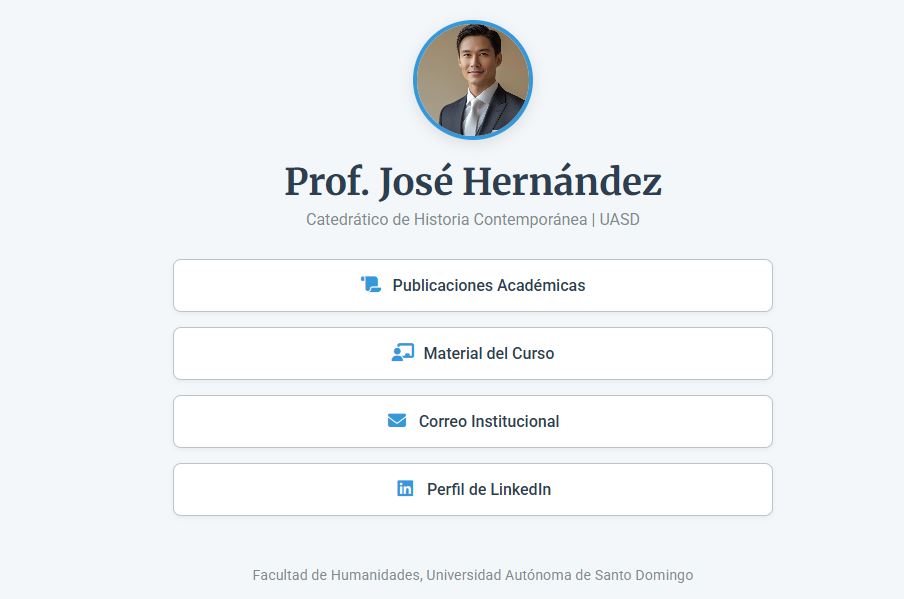 Prof. José Hernández
Catedrático de Historia Contemporánea | UASD
Publicaciones Académicas
Material del Curso
Correo Institucional
Perfil de LinkedIn
Facultad de Humanidades, Universidad Autónoma de Santo Domingo